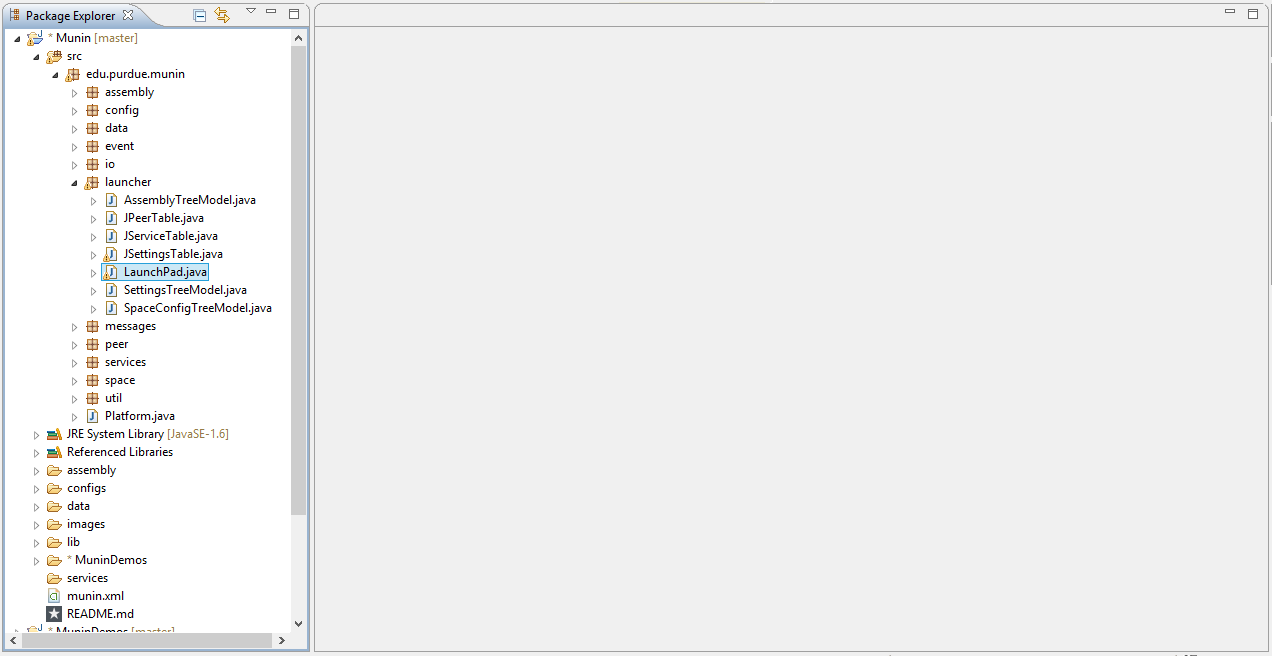 Package Explorer
* Munin [master]
src
edu.purdue.munin
assembly
config
data
event
io
launcher
AssemblyTreeModel.java
JPeerTable.java
JServiceTable.java
JSettingsTable.java
LaunchPad.java
SettingsTreeModel.java
SpaceConfigTreeModel.java
messages
peer
services
space
util
Platform.java
JRE System Library [JavaSE-1.6]
Referenced Libraries
assembly
configs
data
images
lib
* MuninDemos
services
munin.xml
README.md
* MuninDemos [master]